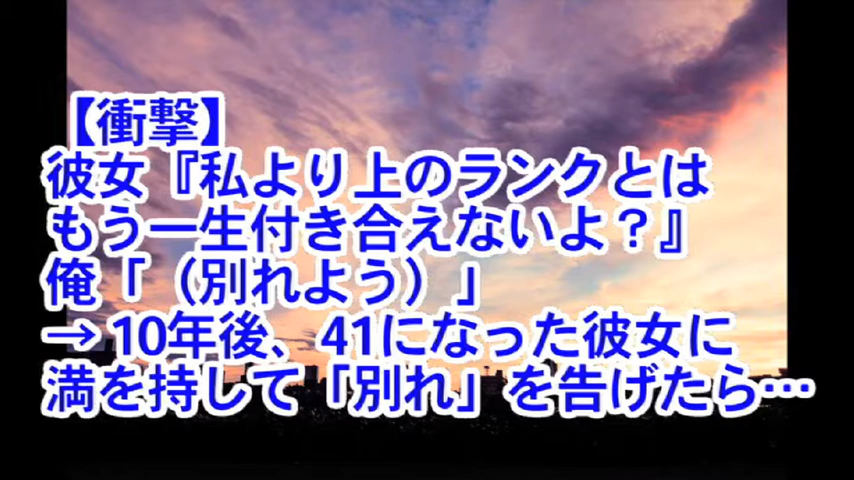 【衝撃】
彼女『私より上のランクとは
もう一生付き合えないよ？』
俺「（別れよう）」
→ 10年後、41になった彼女に
満を持して「別れ」を告げたら…